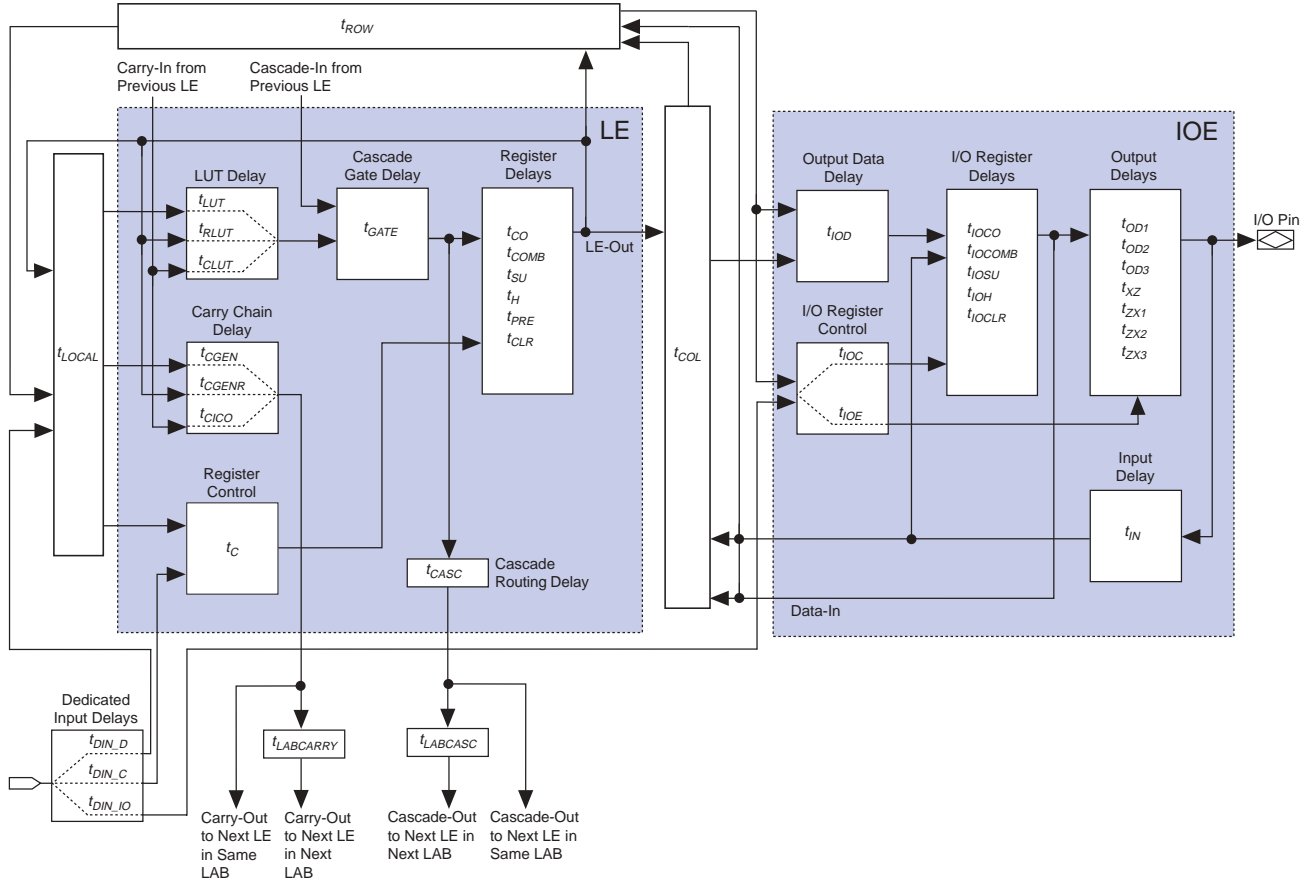 tROW
Carry-In from
Previous LE
Cascade-In from
Previous LE
LE
IOE
LUT Delay
tLUT
tRLUT
tCLUT
Cascade
Gate Delay
tGATE
Register
Delays
tCO
tCOMB
tSU
tH
tPRE
tCLR
LE-Out
Carry Chain
Delay
tCGEN
tCGENR
tCICO
tLOCAL
Register
Control
tC
tCASC
Cascade
Routing Delay
tCOL
Output Data
Delay
tIOD
I/O Register
Delays
tIOCO
tIOCOMB
tIOSU
tIOH
tIOCLR
Output
Delays
tOD1
tOD2
tOD3
tXZ
tZX1
tZX2
tZX3
I/O Pin
I/O Register
Control
tIOC
tIOE
Input
Delay
tIN
Data-In
Dedicated
Input Delays
tDIN_D
tDIN_C
tDIN_IO
tLABCARRY
tLABCASC
Carry-Out
to Next LE
in Same
LAB
Carry-Out
to Next LE
in Next
LAB
Cascade-Out
to Next LE in
Next LAB
Cascade-Out
to Next LE in
Same LAB